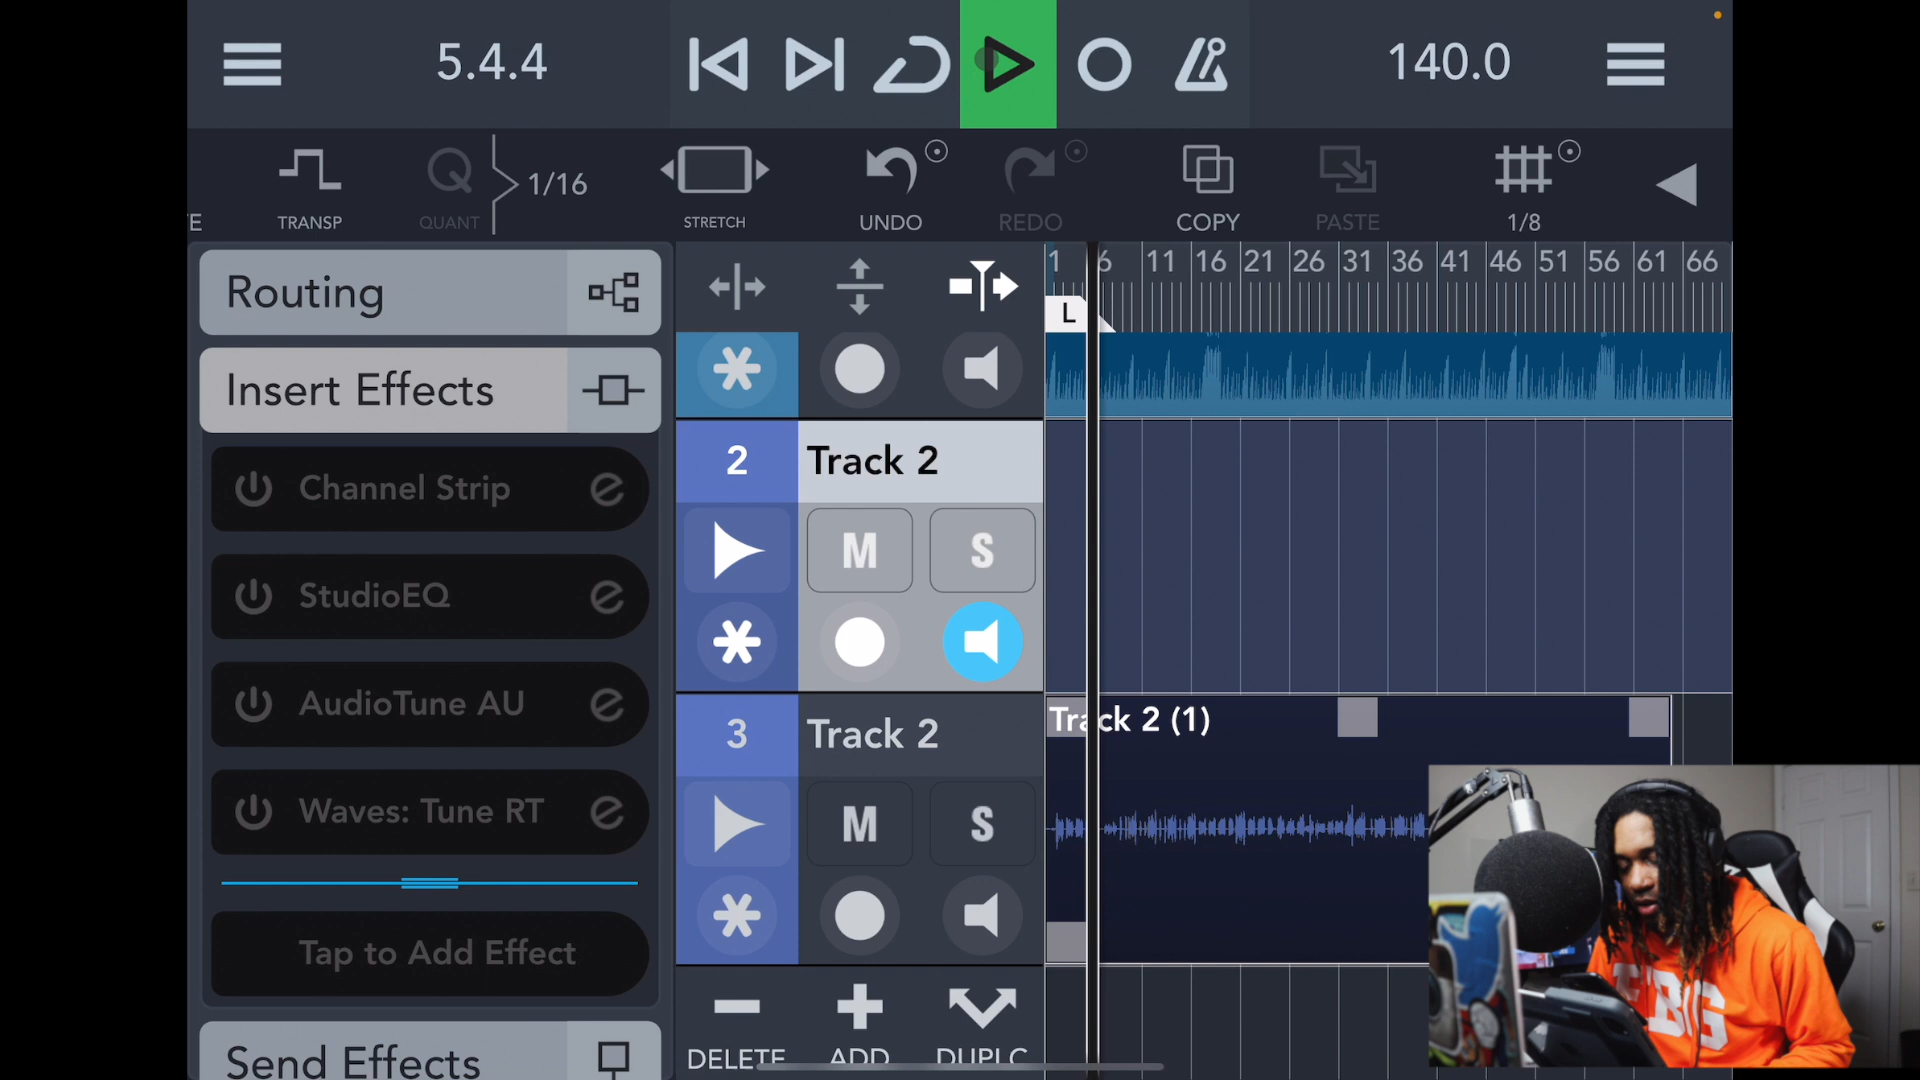 5.4.4
140.0
E
TRANSP
Q
QUANT
1/16
STRETCH
UNDO
REDO
COPY
PASTE
1/8
Routing
Insert Effects
Channel Strip
e
StudioEQ
e
AudioTune AU
e
Waves: Tune RT
e
Tap to Add Effect
Send Effects
1 6 11 16 21 26 31 36 41 46 51 56 61 66
L
2
Track 2
M S
3
Track 2
M S
Track 2 (1)
DELETE
ADD
DUPLC